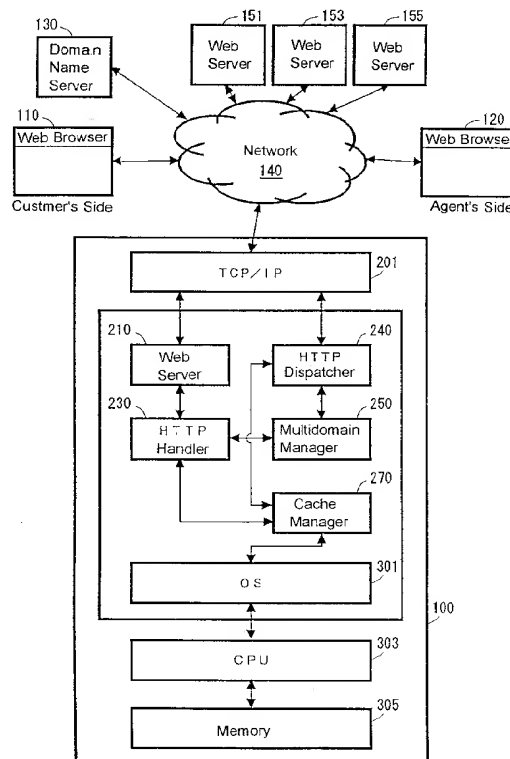 130
Domain
Name
Server
151
Web
Server
153
Web
Server
155
Web
Server
110
Web Browser
Custmer's Side
Network
140
120
Web Browser
Agent's Side
TCP/IP
201
210
Web
Server
240
HTTP
Dispatcher
230
HTTP
Handler
250
Multidomain
Manager
270
Cache
Manager
OS
301
100
CPU
303
Memory
305